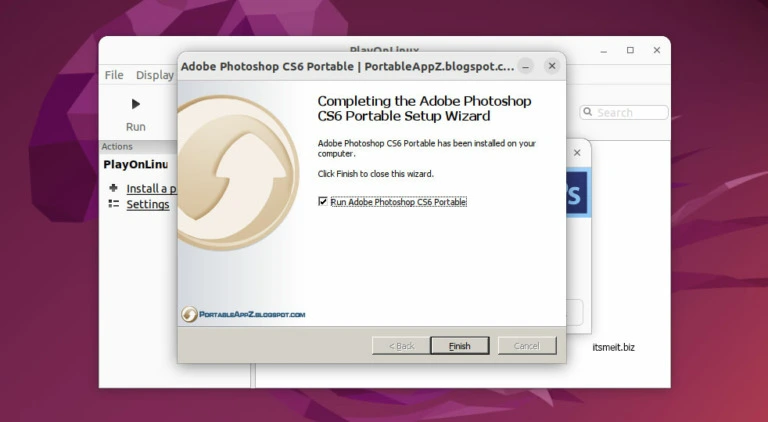 PlayOnLinux
Adobe Photoshop CS6 Portable | PortableAppZ.blogspot.c...
File Display
Run
Search
Actions
PlayOnLinu
Install a p
Settings
Completing the Adobe Photoshop
CS6 Portable Setup Wizard
Adobe Photoshop CS6 Portable has been installed on your
computer.
Click Finish to close this wizard.
Run Adobe Photoshop CS6 Portable
PortableAppZ.blogspot.com
< Back Finish Cancel
itsmeit.biz